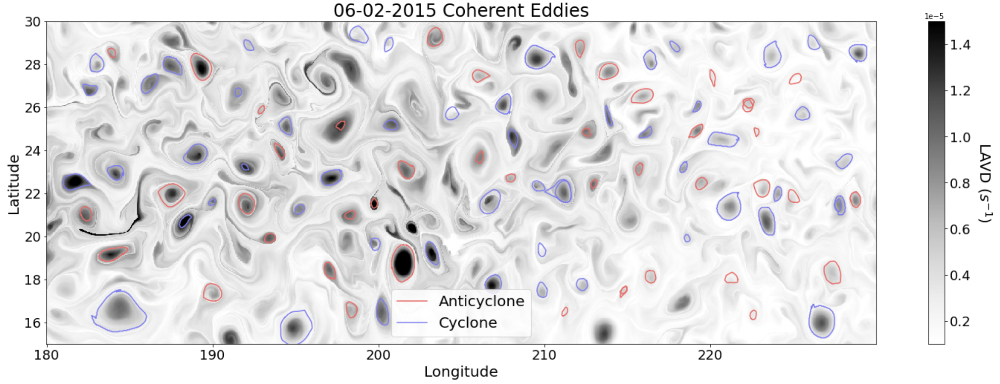 06-02-2015 Coherent Eddies
1e−5
30
28
26
24
22
20
18
16
Latitude
180
190
200
210
220
Longitude
Anticyclone
Cyclone
1.4
1.2
1.0
0.8
0.6
0.4
0.2
LAVD (s⁻¹)